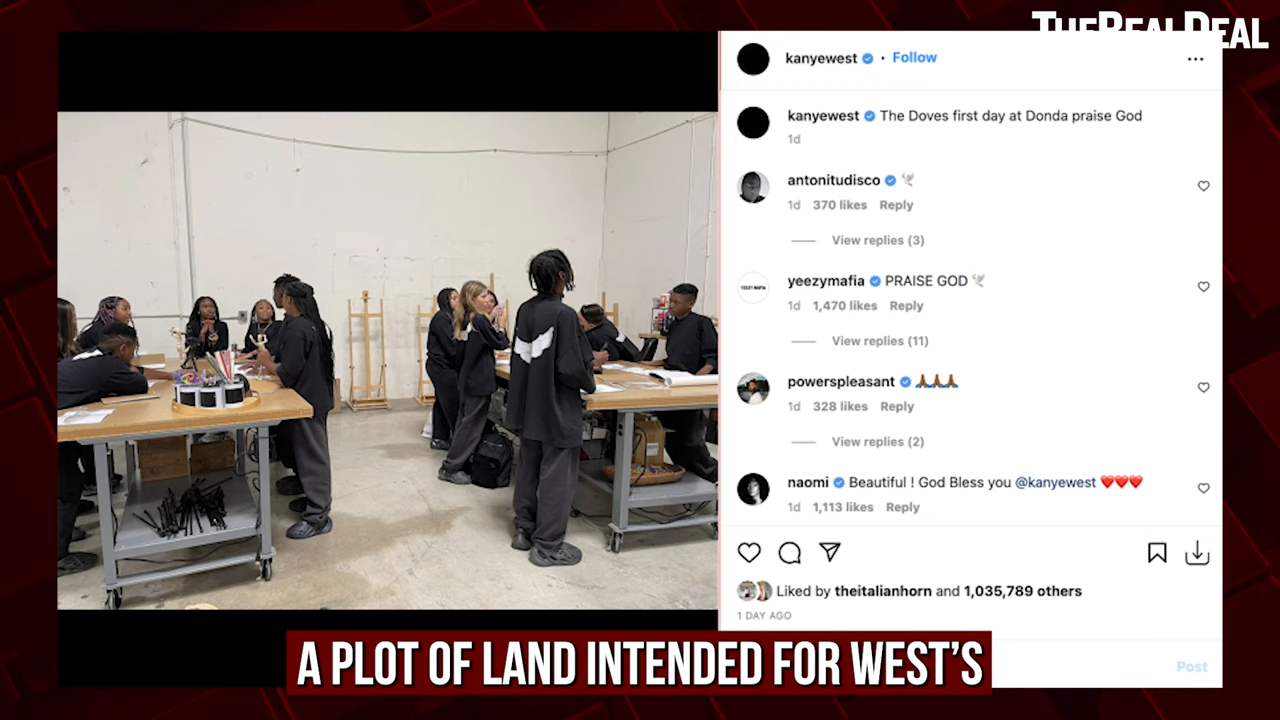 THEREALDEAL
kanyewest • Follow
kanyewest The Doves first day at Donda praise God
1d
antonitudisco 🕊
1d 370 likes Reply
View replies (3)
YEEZY MAFIA
yeezymafia PRAISE GOD 🕊
1d 1,470 likes Reply
View replies (11)
powerspleasant 🙏🏾🙏🏾🙏🏾
1d 328 likes Reply
View replies (2)
naomi Beautiful ! God Bless you @kanyewest ❤️❤️❤️
1d 1,113 likes Reply
Liked by theitalianhorn and 1,035,789 others
1 DAY AGO
Post
A PLOT OF LAND INTENDED FOR WEST'S